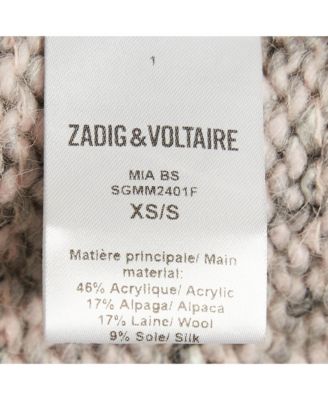 1
ZADIG & VOLTAIRE
MIA BS
SGMM2401F
XS/S
Matière principale/ Main
material:
46% Acrylique/ Acrylic
17% Alpaga/ Alpaca
17% Laine/ Wool
9% Soie/ Silk